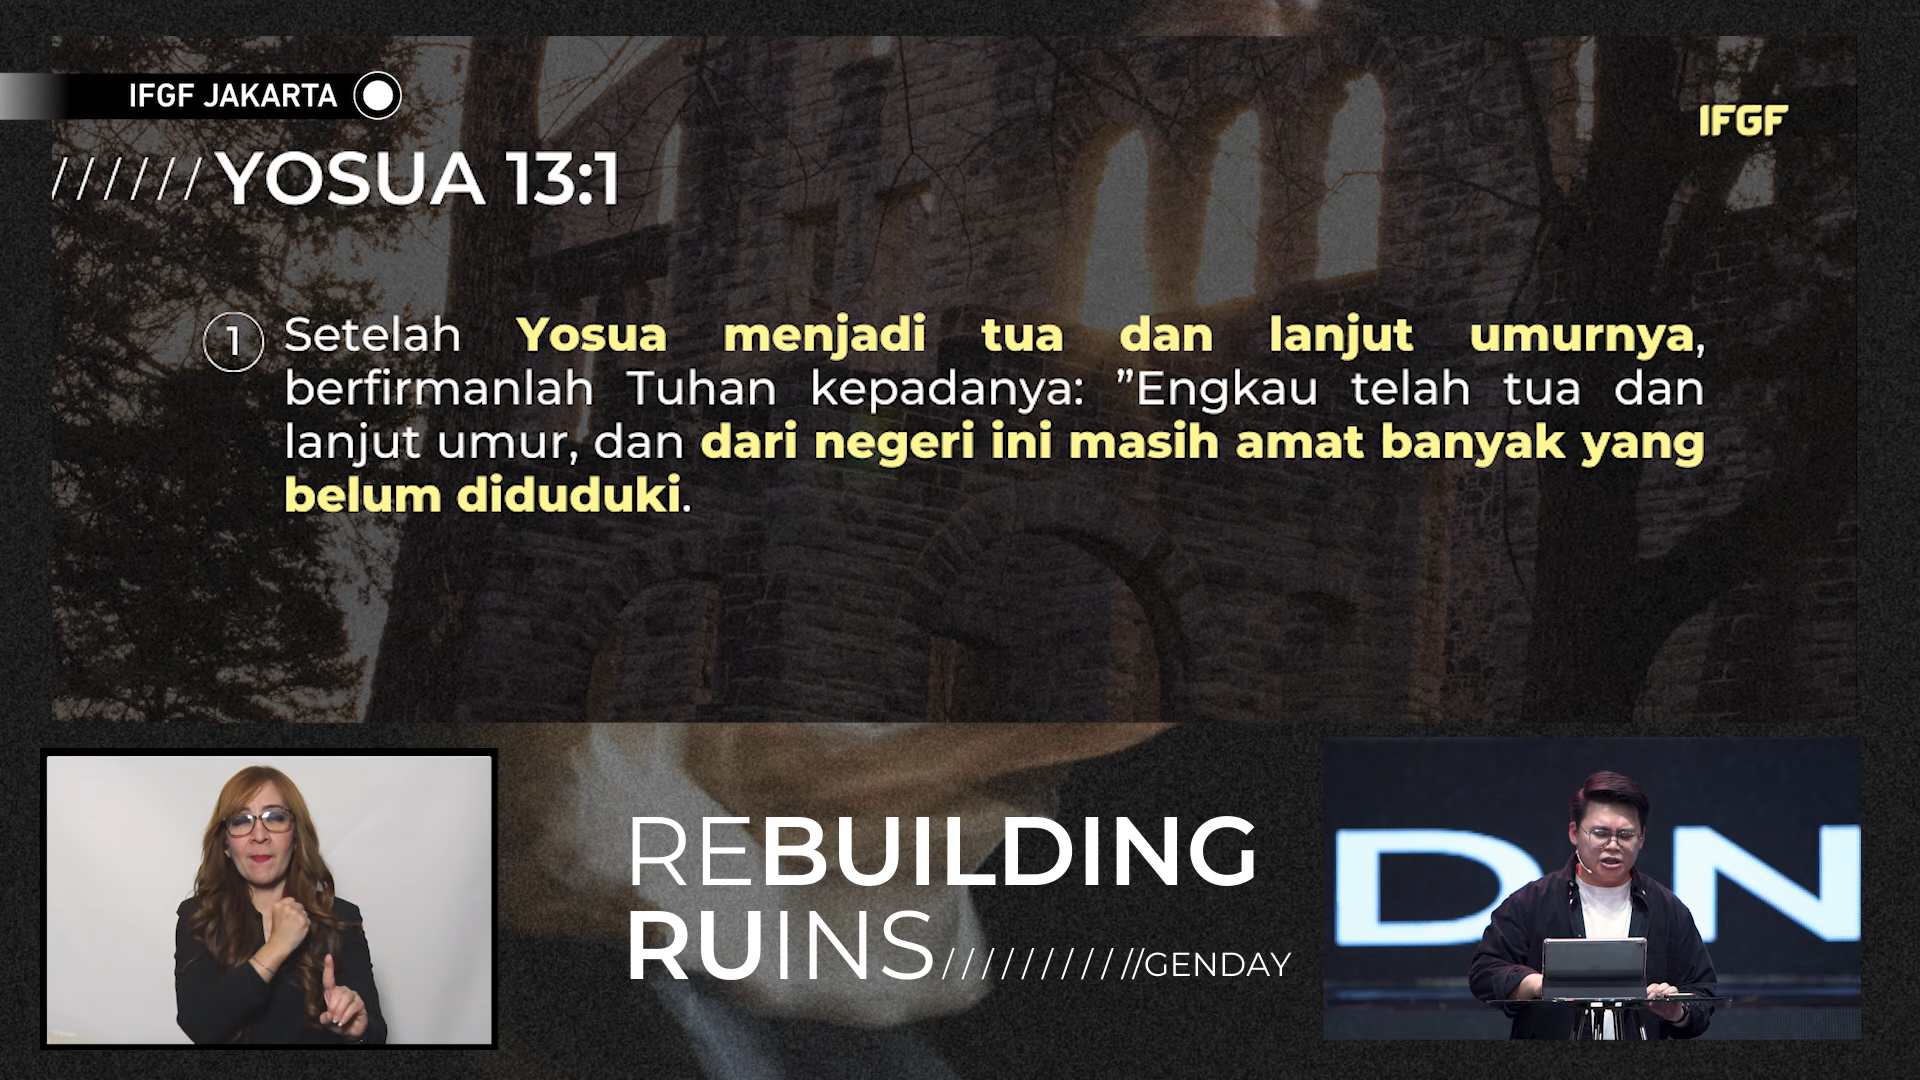 IFGF JAKARTA
IFGF
//////YOSUA 13:1
1 Setelah Yosua menjadi tua dan lanjut umurnya,
berfirmanlah Tuhan kepadanya: ”Engkau telah tua dan
lanjut umur, dan dari negeri ini masih amat banyak yang
belum diduduki.
REBUILDING
RUINS///////////GENDAY
D N